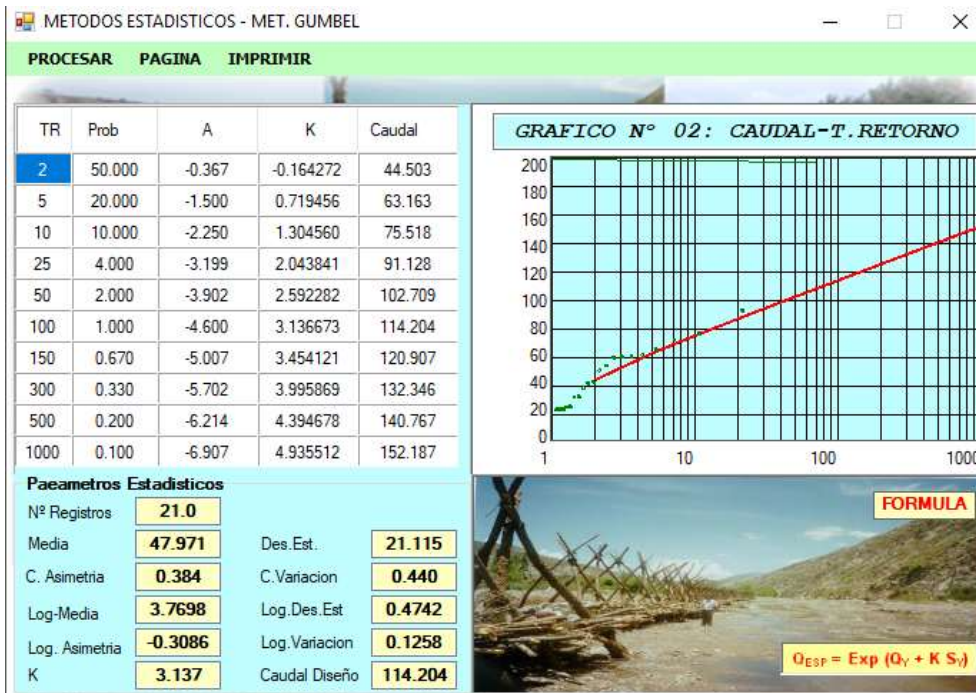 METODOS ESTADISTICOS - MET. GUMBEL
PROCESAR PAGINA IMPRIMIR
TR Prob A K Caudal
2 50.000 -0.367 -0.164272 44.503
5 20.000 -1.500 0.719456 63.163
10 10.000 -2.250 1.304560 75.518
25 4.000 -3.199 2.043841 91.128
50 2.000 -3.902 2.592282 102.709
100 1.000 -4.600 3.136673 114.204
150 0.670 -5.007 3.454121 120.907
300 0.330 -5.702 3.995869 132.346
500 0.200 -6.214 4.394678 140.767
1000 0.100 -6.907 4.935512 152.187
GRAFICO Nº 02: CAUDAL-T.RETORNO
200
180
160
140
120
100
80
60
40
20
0
1 10 100 1000
Paeametros Estadisticos
Nº Registros 21.0
Media 47.971 Des.Est. 21.115
C. Asimetria 0.384 C.Variacion 0.440
Log-Media 3.7698 Log.Des.Est 0.4742
Log. Asimetria -0.3086 Log.Variacion 0.1258
K 3.137 Caudal Diseño 114.204
FORMULA
QESP = Exp (QY + K SY)